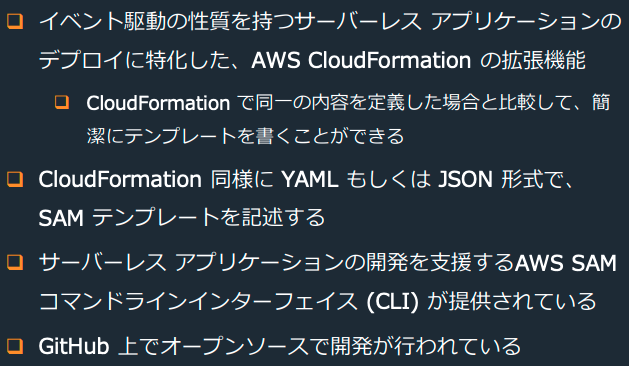 イベント駆動の性質を持つサーバーレス アプリケーションの
デプロイに特化した、AWS CloudFormation の拡張機能
CloudFormation で同一の内容を定義した場合と比較して、簡
潔にテンプレートを書くことができる
CloudFormation 同様に YAML もしくは JSON 形式で、
SAM テンプレートを記述する
サーバーレス アプリケーションの開発を支援するAWS SAM
コマンドラインインターフェイス (CLI) が提供されている
GitHub 上でオープンソースで開発が行われている